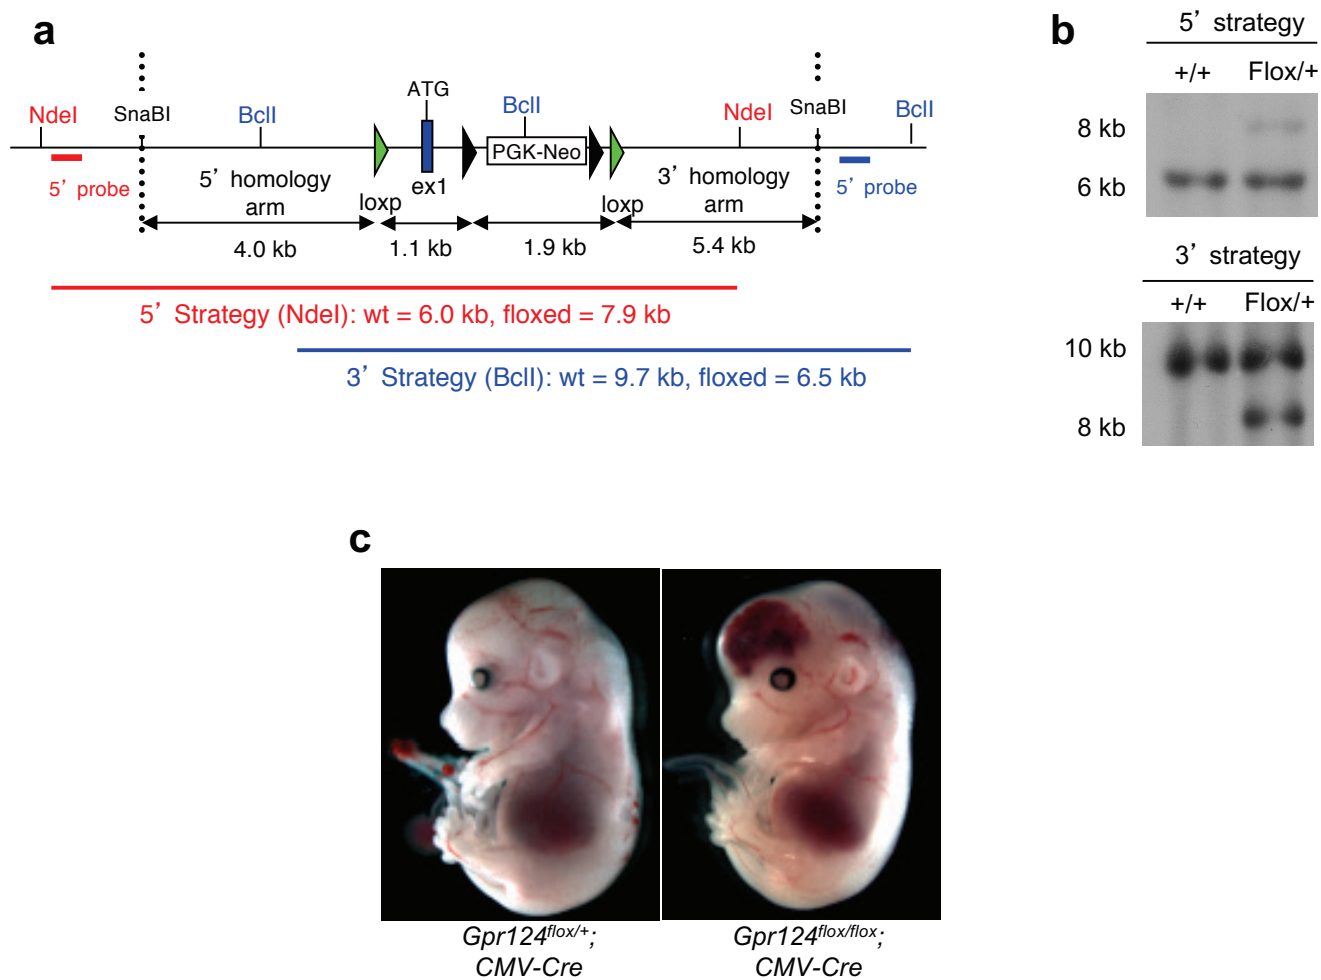 a
NdeI
SnaBI
BclI
ATG
BclI
NdeI
SnaBI
BclI
PGK-Neo
5’ probe
5’ homology
arm
loxp
ex1
loxp
3’ homology
arm
5’ probe
4.0 kb
1.1 kb
1.9 kb
5.4 kb
5’ Strategy (NdeI): wt = 6.0 kb, floxed = 7.9 kb
3’ Strategy (BclI): wt = 9.7 kb, floxed = 6.5 kb
b
5’ strategy
+/+ Flox/+
8 kb
6 kb
3’ strategy
+/+ Flox/+
10 kb
8 kb
c
Gpr124flox/+;
CMV-Cre
Gpr124flox/flox;
CMV-Cre